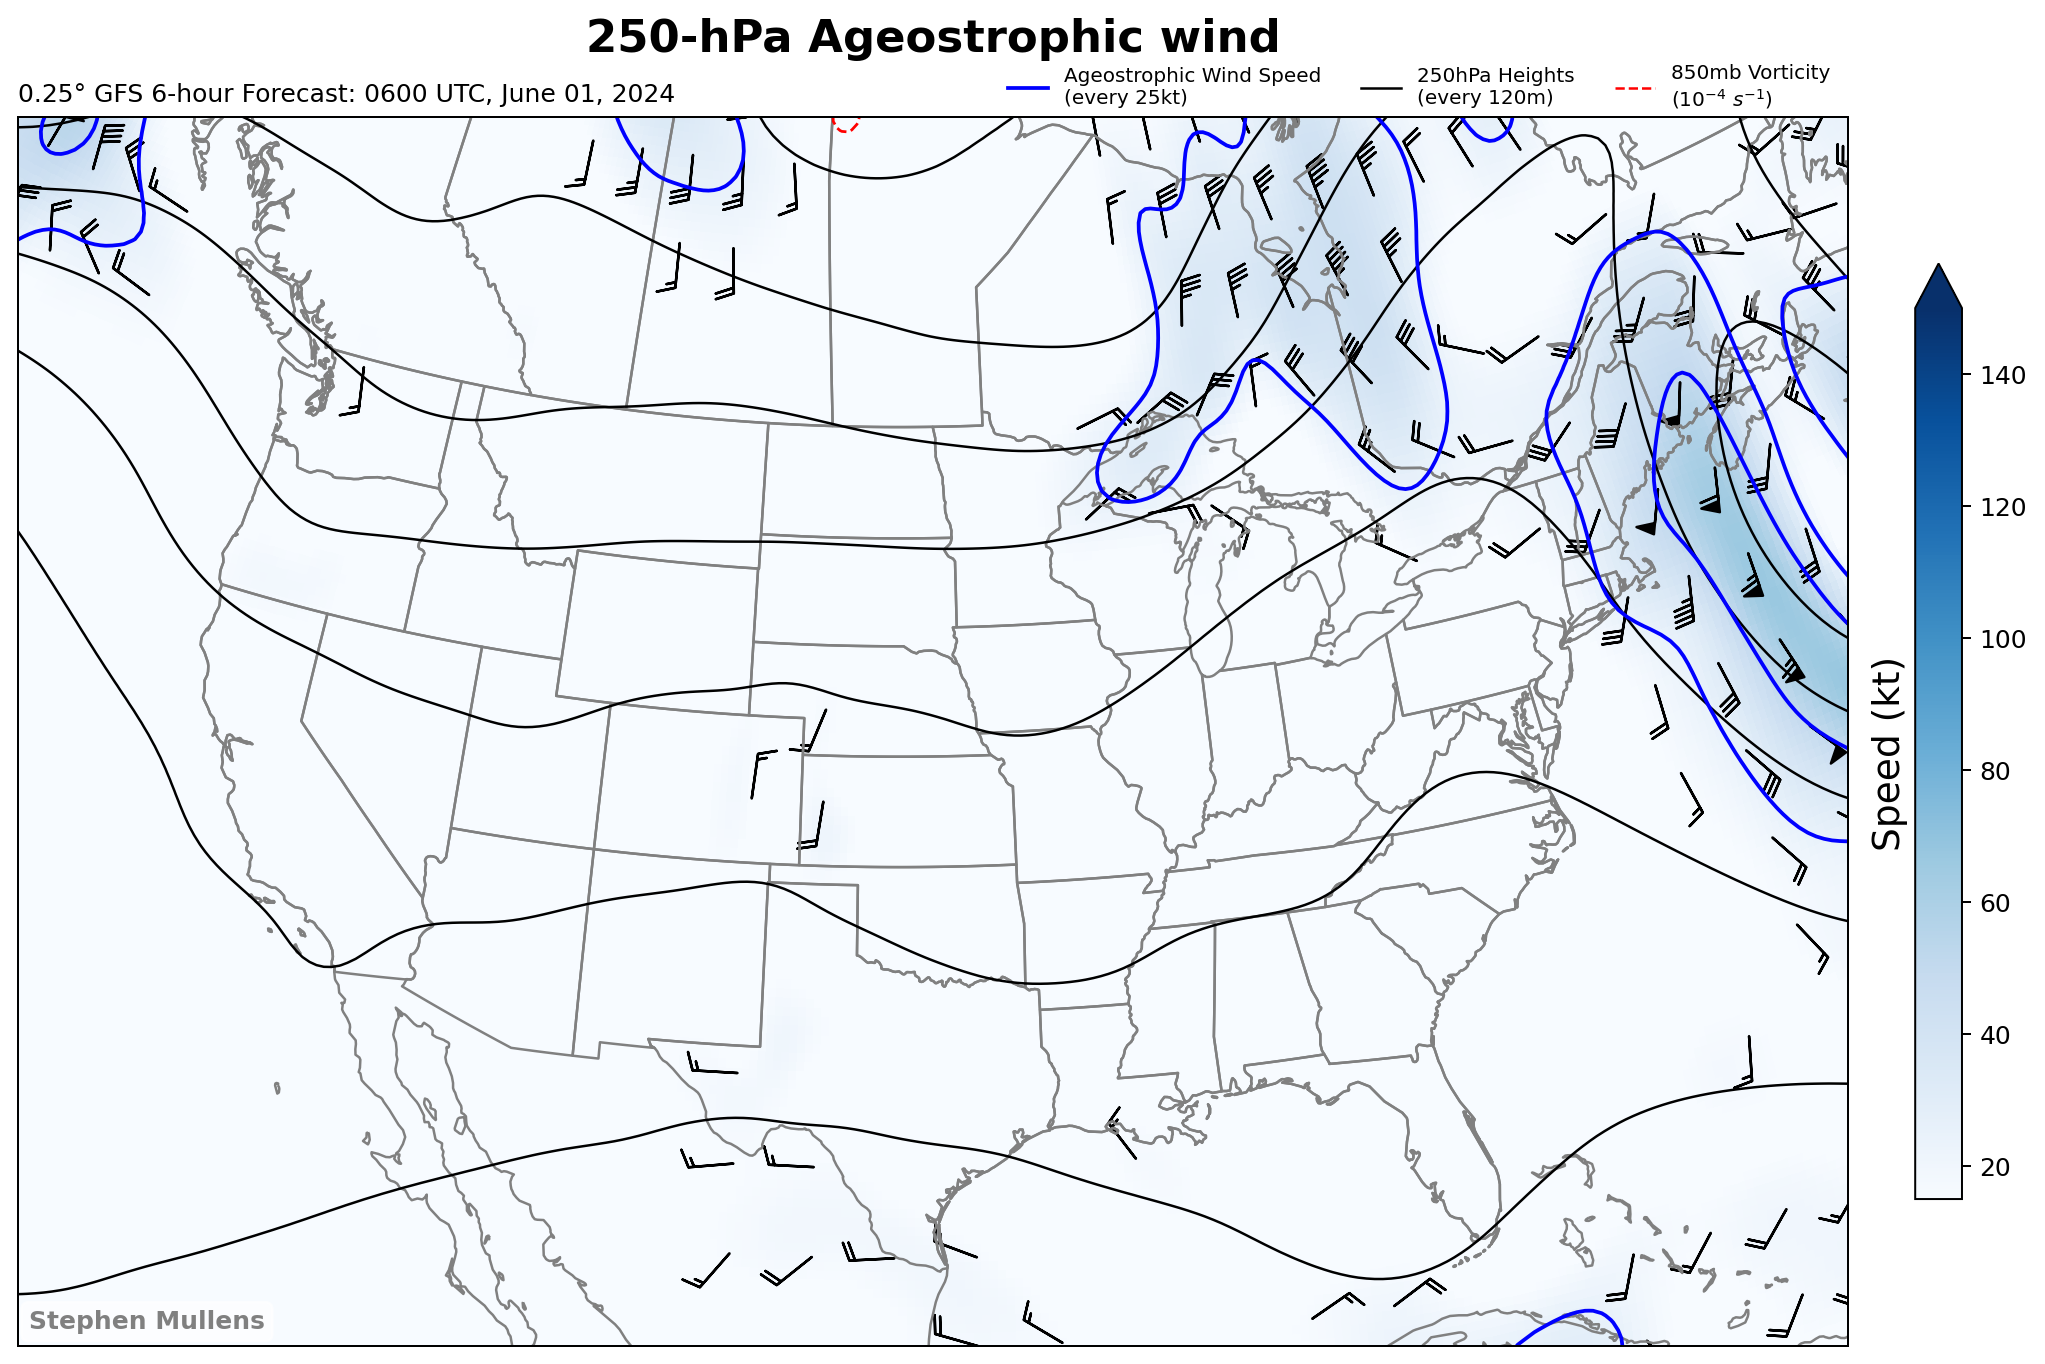 250-hPa Ageostrophic wind
0.25° GFS 6-hour Forecast: 0600 UTC, June 01, 2024
Ageostrophic Wind Speed
(every 25kt)
250hPa Heights
(every 120m)
850mb Vorticity
(10⁻⁴ s⁻¹)
140
120
100
80
60
40
20
Speed (kt)
Stephen Mullens